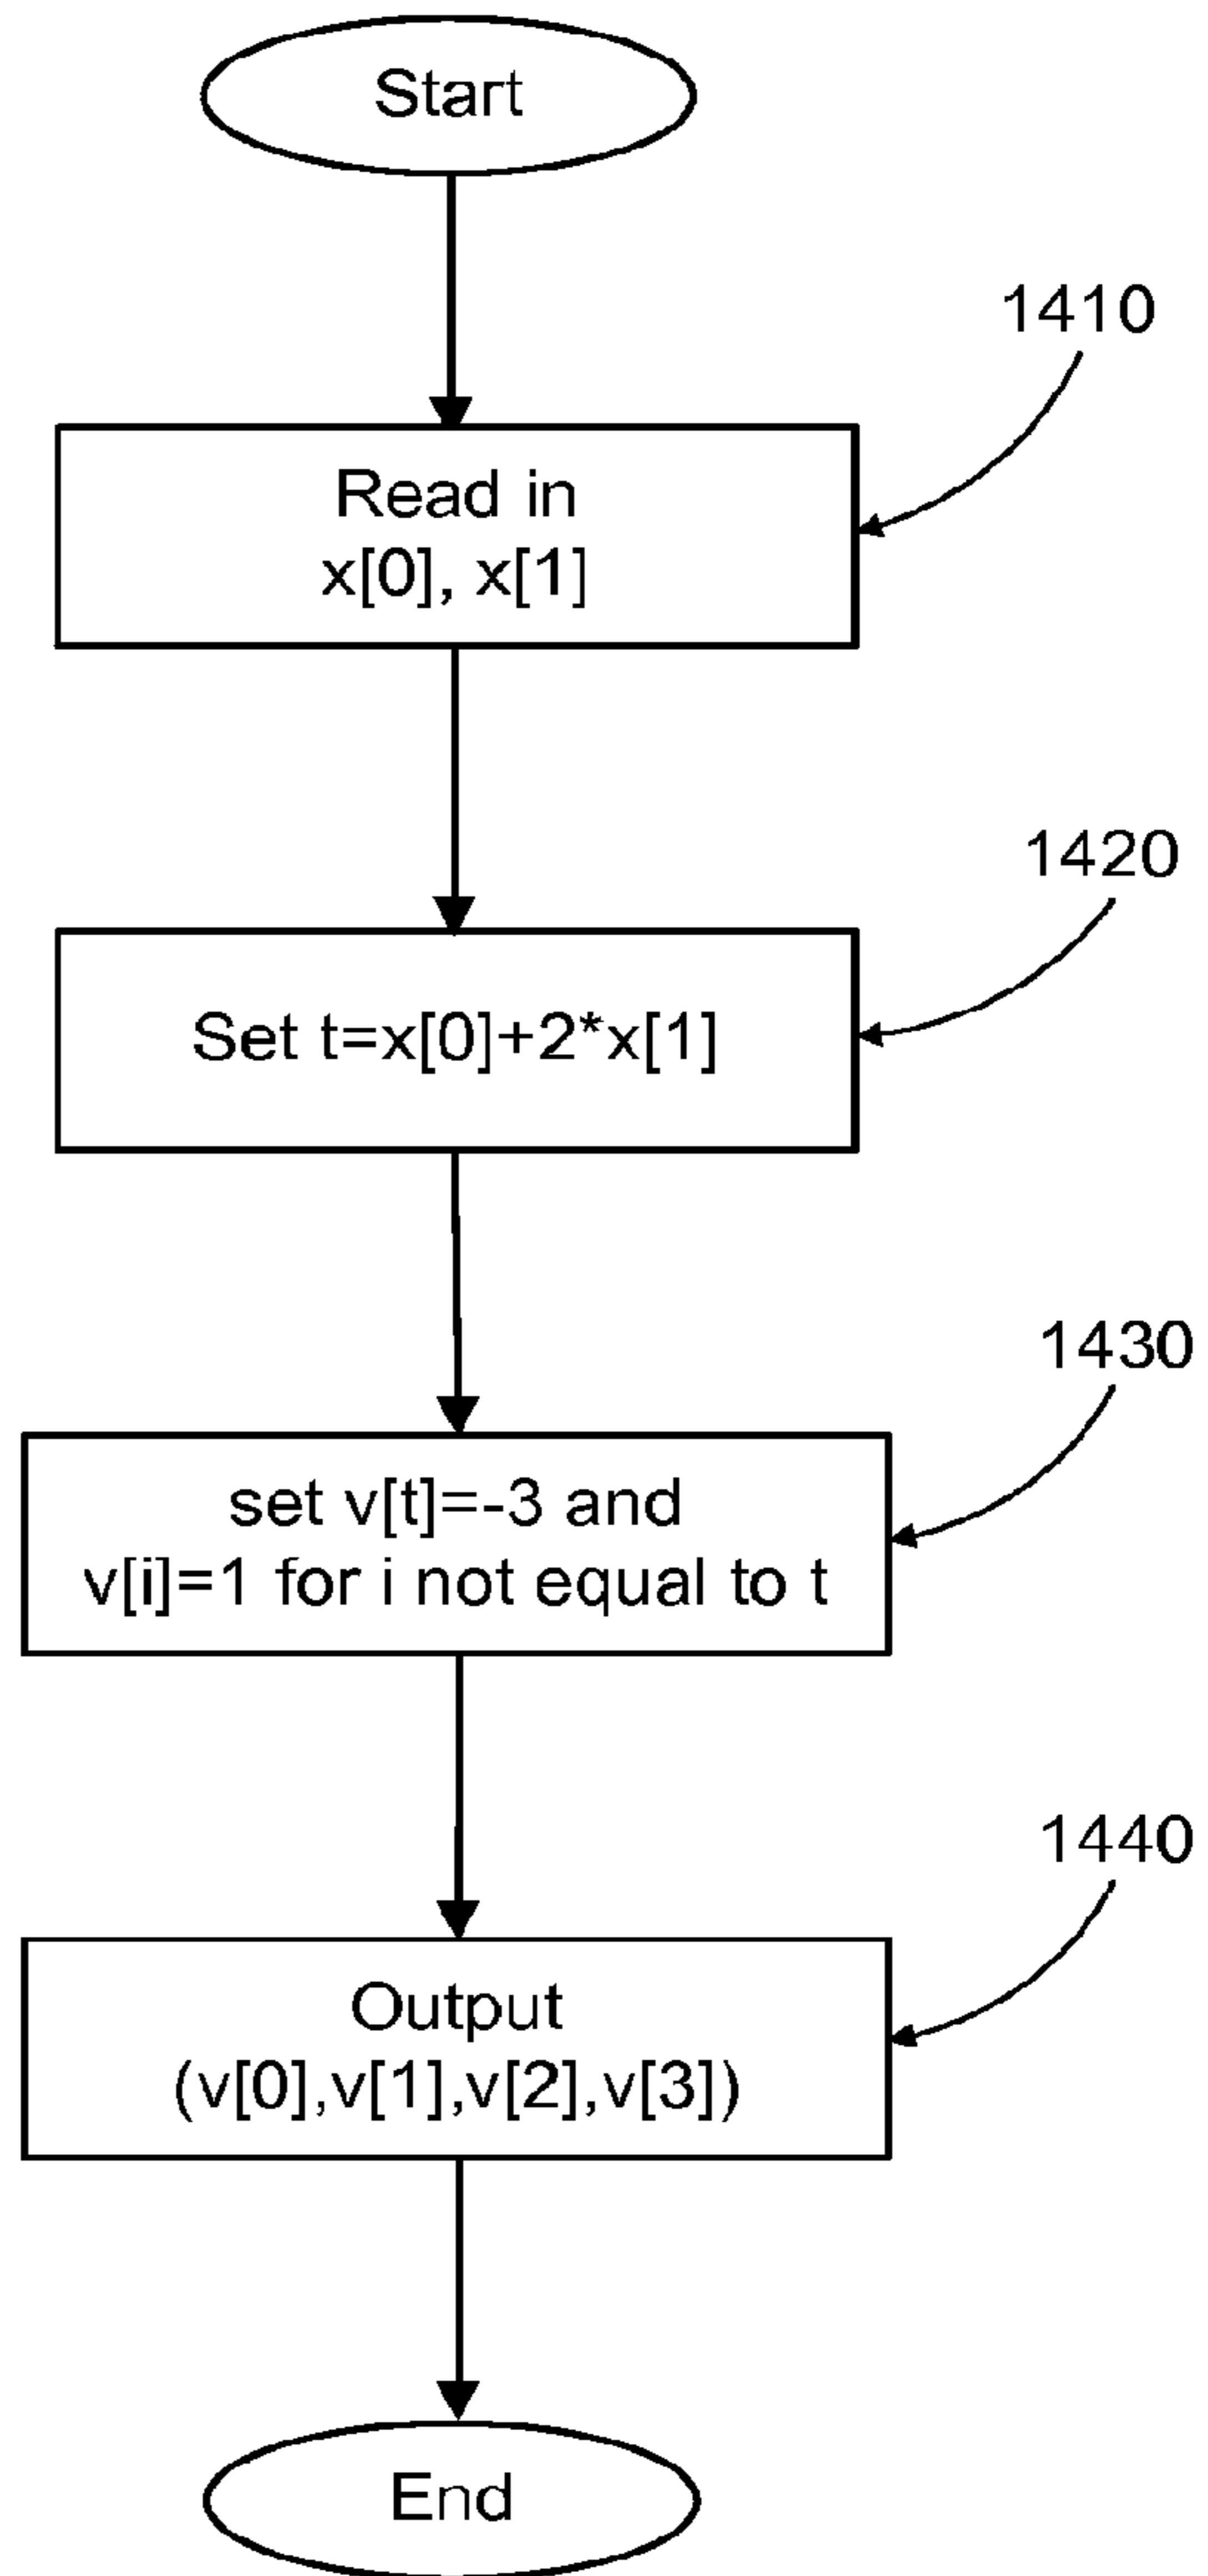 Start
1410
Read in
x[0], x[1]
1420
Set t=x[0]+2*x[1]
1430
set v[t]=-3 and
v[i]=1 for i not equal to t
1440
Output
(v[0],v[1],v[2],v[3])
End